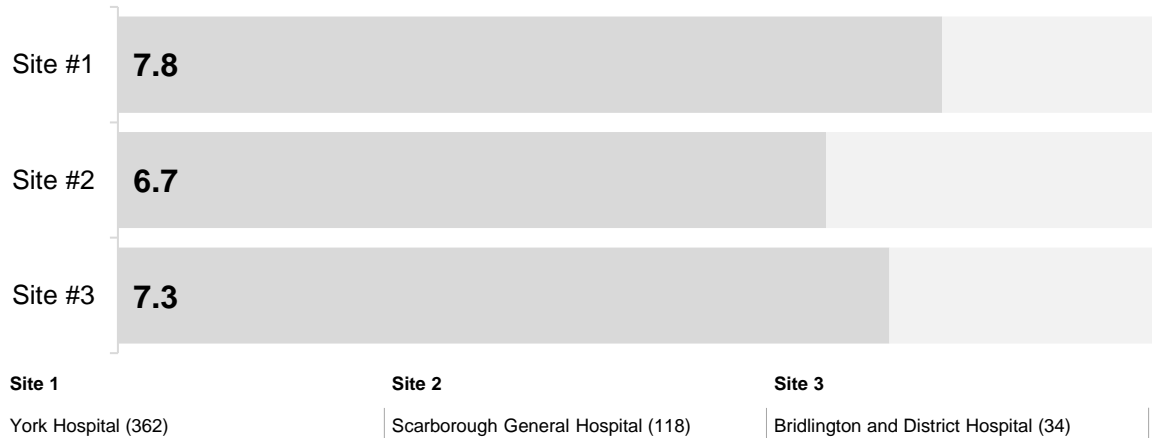 Site #1 7.8
Site #2 6.7
Site #3 7.3
Site 1 Site 2 Site 3
York Hospital (362) Scarborough General Hospital (118) Bridlington and District Hospital (34)